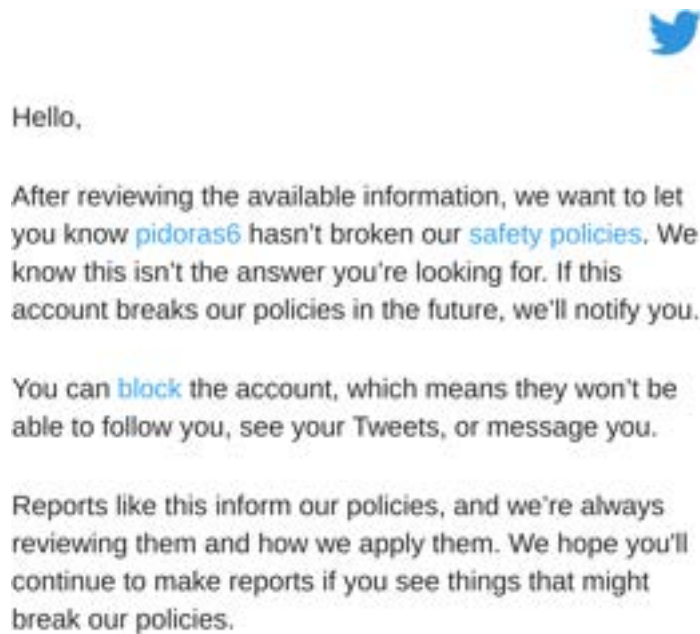 Hello,
After reviewing the available information, we want to let
you know pidoras6 hasn't broken our safety policies. We
know this isn't the answer you're looking for. If this
account breaks our policies in the future, we'll notify you.
You can block the account, which means they won't be
able to follow you, see your Tweets, or message you.
Reports like this inform our policies, and we're always
reviewing them and how we apply them. We hope you'll
continue to make reports if you see things that might
break our policies.